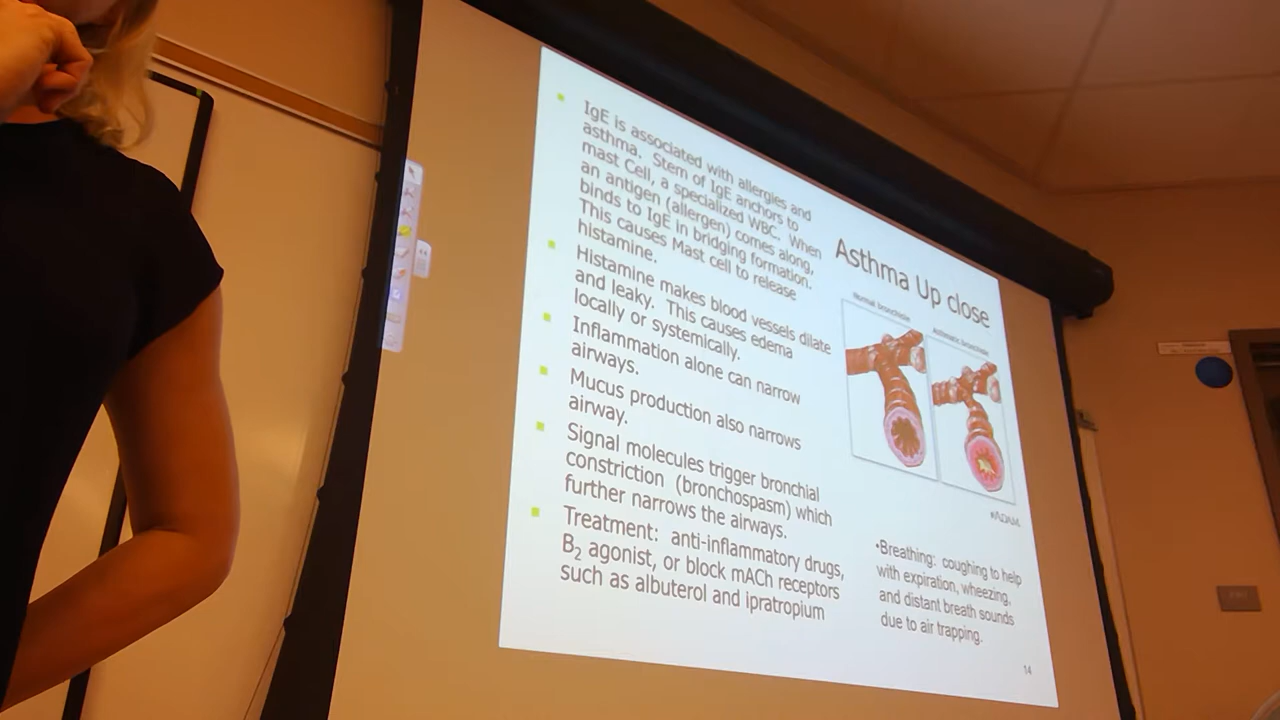 Asthma Up close
IgE is associated with allergies and
asthma. Stem of IgE anchors to
mast Cell, a specialized WBC. When
an antigen (allergen) comes along,
binds to IgE in bridging formation.
This causes Mast cell to release
histamine.
Histamine makes blood vessels dilate
and leaky. This causes edema
locally or systemically.
Inflammation alone can narrow
airways.
Mucus production also narrows
airway.
Signal molecules trigger bronchial
constriction (bronchospasm) which
further narrows the airways.
Treatment: anti-inflammatory drugs,
B2 agonist, or block mACh receptors
such as albuterol and ipratropium
Normal bronchiole
Asthmatic bronchiole
•Breathing: coughing to help
with expiration, wheezing,
and distant breath sounds
due to air trapping.
14